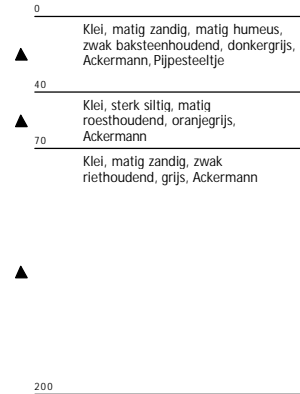 0
Klei, matig zandig, matig humeus,
zwak baksteenhoudend, donkergrijs,
Ackermann, Pijpesteeltje
40
Klei, sterk siltig, matig
roesthoudend, oranjegrijs,
Ackermann
70
Klei, matig zandig, zwak
riethoudend, grijs, Ackermann
200